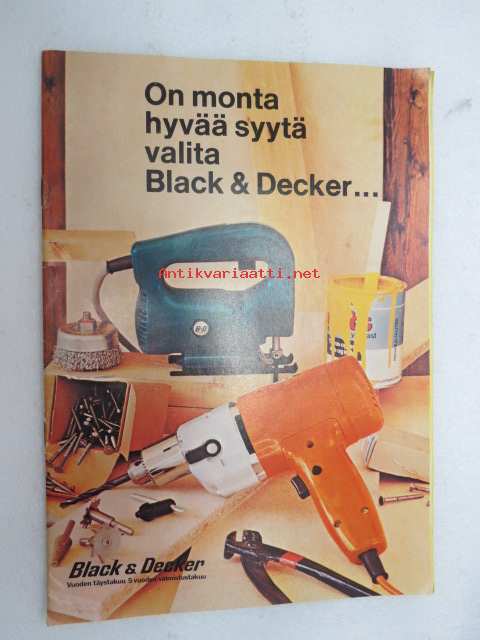 On monta
hyvää syytä
valita
Black & Decker...
Antikvariaatti.net
B&D
Black & Decker
Vuoden täystakuu. 5 vuoden valmistustakuu